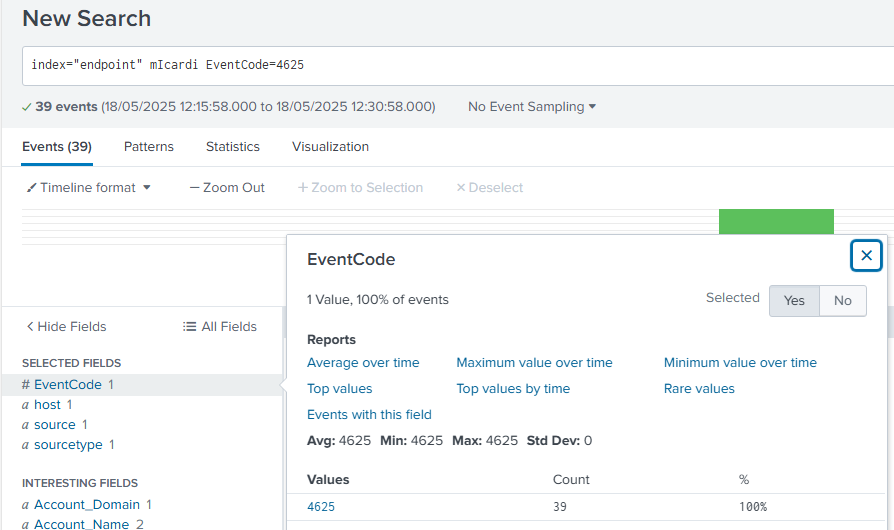 New Search
index="endpoint" mIcardi EventCode=4625
✓ 39 events (18/05/2025 12:15:58.000 to 18/05/2025 12:30:58.000) No Event Sampling
Events (39) Patterns Statistics Visualization
Timeline format — Zoom Out + Zoom to Selection × Deselect
EventCode
1 Value, 100% of events Selected Yes No
< Hide Fields All Fields
Reports
SELECTED FIELDS
Average over time Maximum value over time Minimum value over time
# EventCode 1
Top values Top values by time Rare values
a host 1
Events with this field
a source 1
Avg: 4625 Min: 4625 Max: 4625 Std Dev: 0
a sourcetype 1
INTERESTING FIELDS
Values Count %
a Account_Domain 1
4625 39 100%
a Account_Name 2